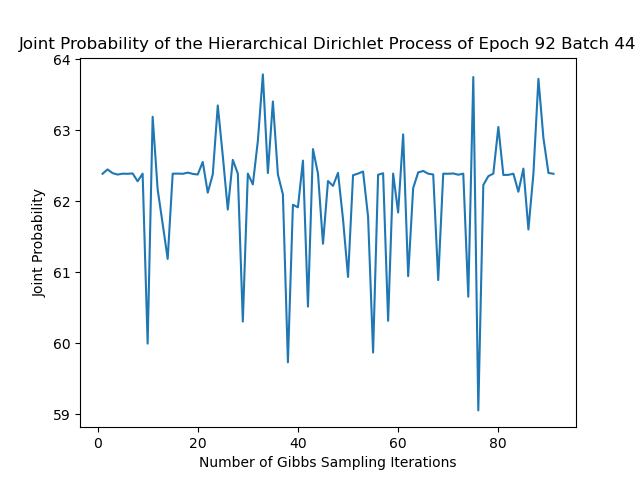 Joint Probability of the Hierarchical Dirichlet Process of Epoch 92 Batch 44
64
63
62
61
60
59
Joint Probability
0 20 40 60 80
Number of Gibbs Sampling Iterations